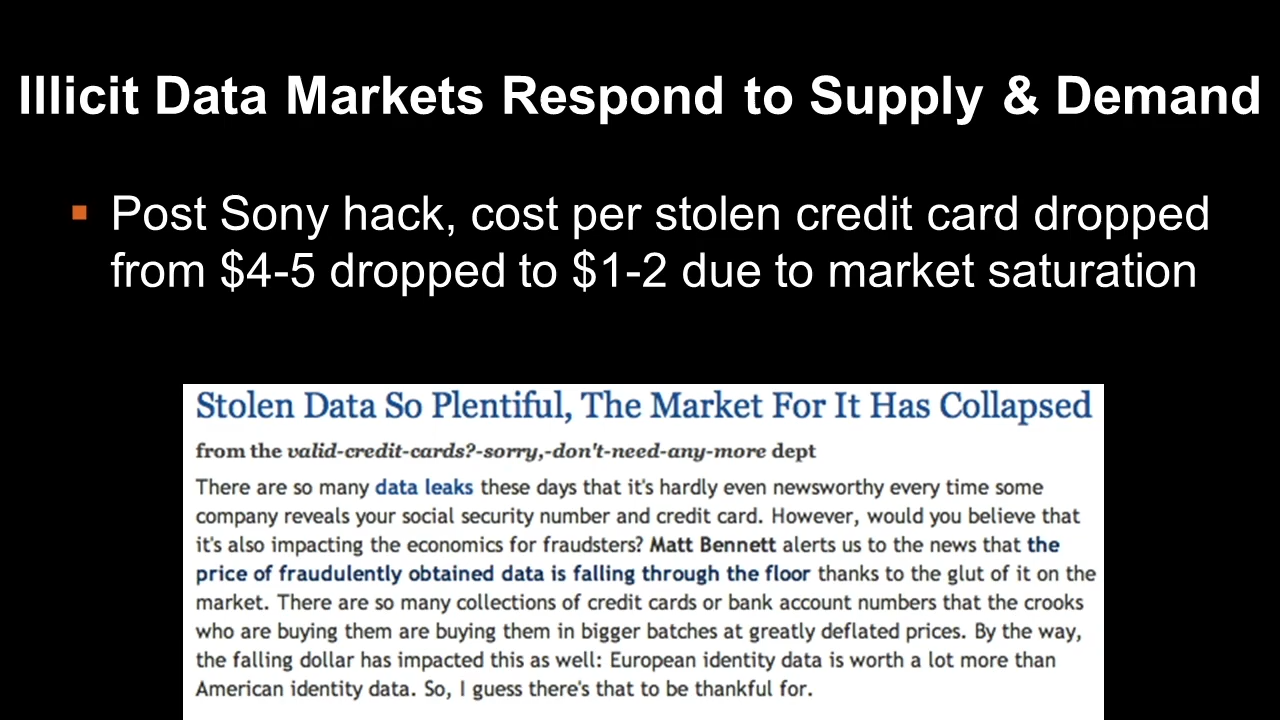 Illicit Data Markets Respond to Supply & Demand
Post Sony hack, cost per stolen credit card dropped
from $4-5 dropped to $1-2 due to market saturation
Stolen Data So Plentiful, The Market For It Has Collapsed
from the valid-credit-cards?-sorry,-don't-need-any-more dept
There are so many data leaks these days that it's hardly even newsworthy every time some
company reveals your social security number and credit card. However, would you believe that
it's also impacting the economics for fraudsters? Matt Bennett alerts us to the news that the
price of fraudulently obtained data is falling through the floor thanks to the glut of it on the
market. There are so many collections of credit cards or bank account numbers that the crooks
who are buying them are buying them in bigger batches at greatly deflated prices. By the way,
the falling dollar has impacted this as well: European identity data is worth a lot more than
American identity data. So, I guess there's that to be thankful for.